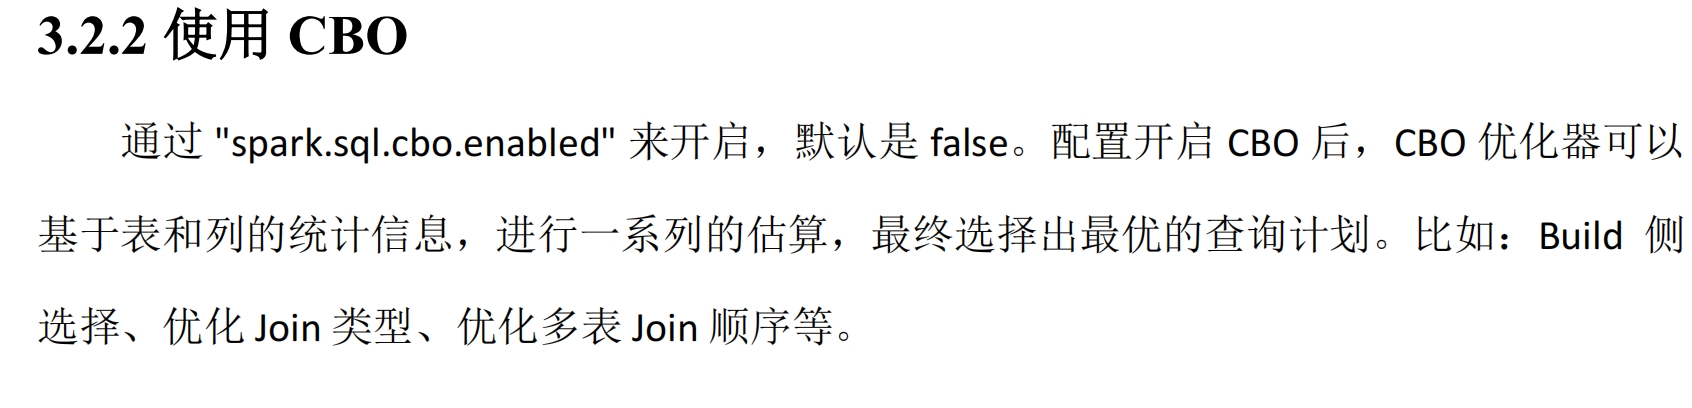 3.2.2 使用 CBO
通过 "spark.sql.cbo.enabled" 来开启，默认是 false。配置开启 CBO 后，CBO 优化器可以
基于表和列的统计信息，进行一系列的估算，最终选择出最优的查询计划。比如：Build 侧
选择、优化 Join 类型、优化多表 Join 顺序等。